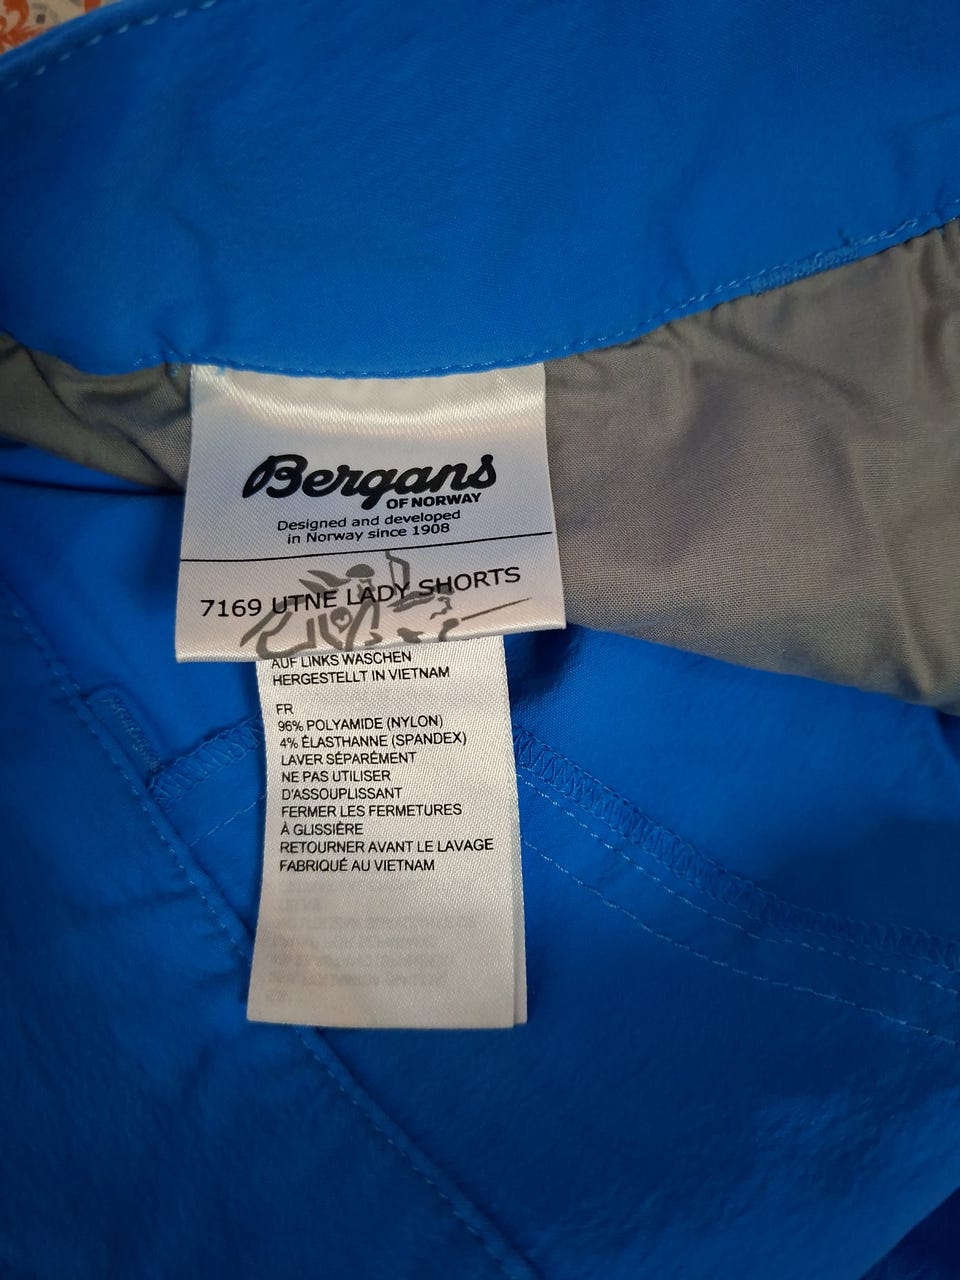 Bergans
OF NORWAY
Designed and developed
in Norway since 1908
7169 UTNE LADY SHORTS
AUF LINKS WASCHEN
HERGESTELLT IN VIETNAM
FR
96% POLYAMIDE (NYLON)
4% ÉLASTHANNE (SPANDEX)
LAVER SÉPARÉMENT
NE PAS UTILISER
D'ASSOUPLISSANT
FERMER LES FERMETURES
À GLISSIÈRE
RETOURNER AVANT LE LAVAGE
FABRIQUÉ AU VIETNAM